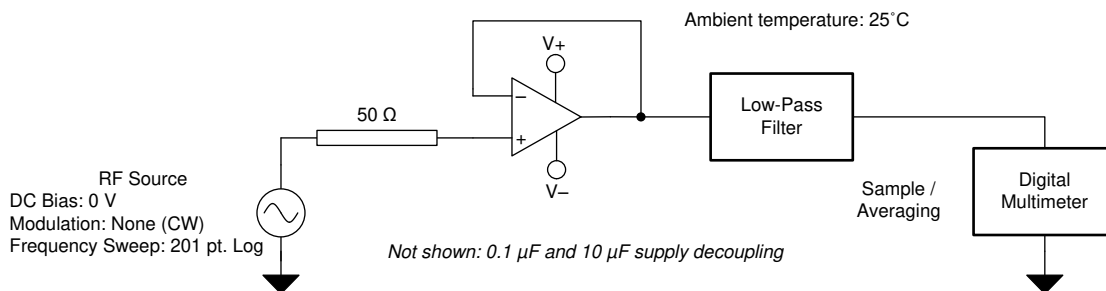 Ambient temperature: 25˚C
V+
50 Ω
−
+
V−
Low-Pass
Filter
RF Source
DC Bias: 0 V
Modulation: None (CW)
Frequency Sweep: 201 pt. Log
Sample /
Averaging
Digital
Multimeter
Not shown: 0.1 µF and 10 µF supply decoupling